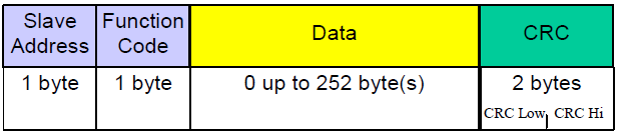 Slave Address
Function Code
Data
CRC
1 byte
1 byte
0 up to 252 byte(s)
2 bytes
CRC Low CRC Hi